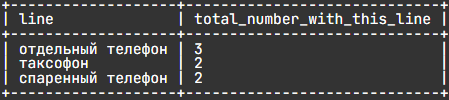 line total_number_with_this_line
отдельный телефон 3
таксофон 2
спаренный телефон 2